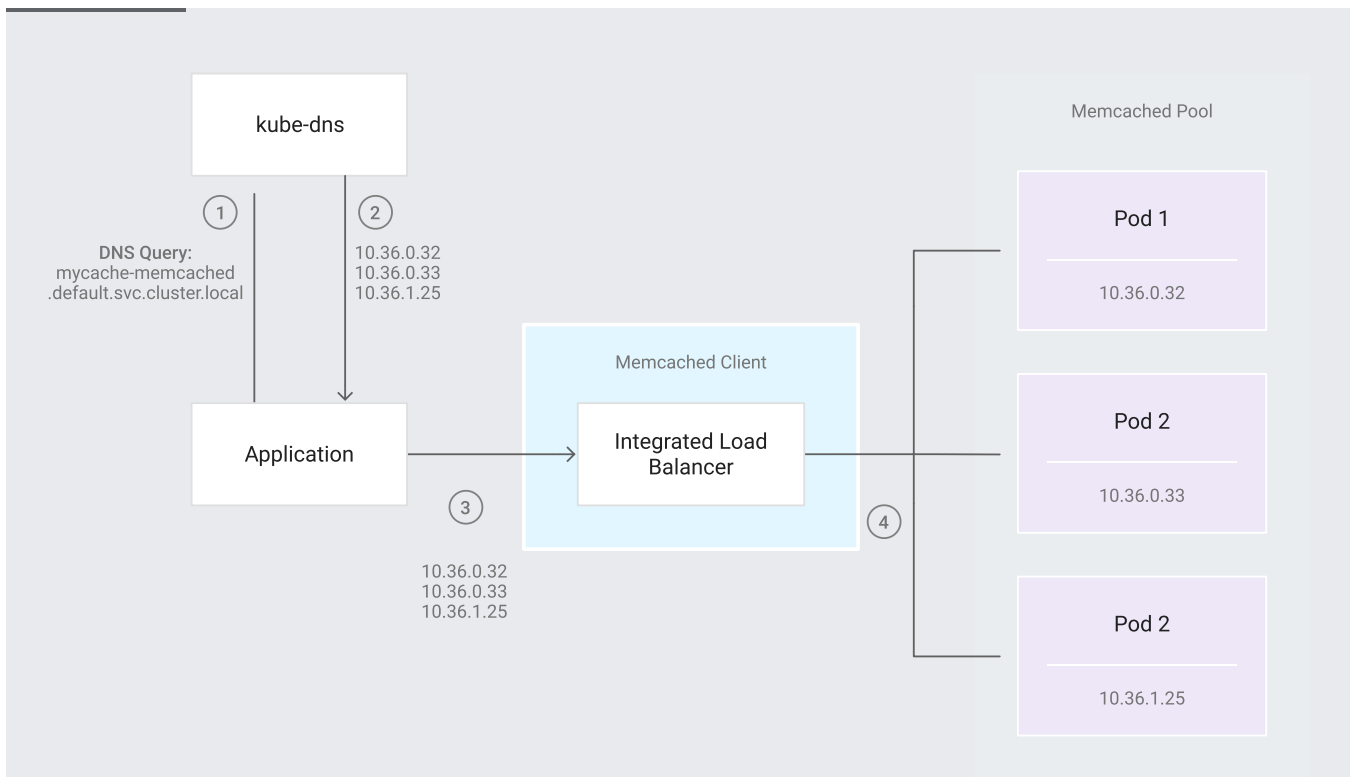 kube-dns
1
DNS Query:
mycache-memcached
.default.svc.cluster.local
2
10.36.0.32
10.36.0.33
10.36.1.25
Application
3
10.36.0.32
10.36.0.33
10.36.1.25
Memcached Client
Integrated Load
Balancer
4
Memcached Pool
Pod 1
10.36.0.32
Pod 2
10.36.0.33
Pod 2
10.36.1.25